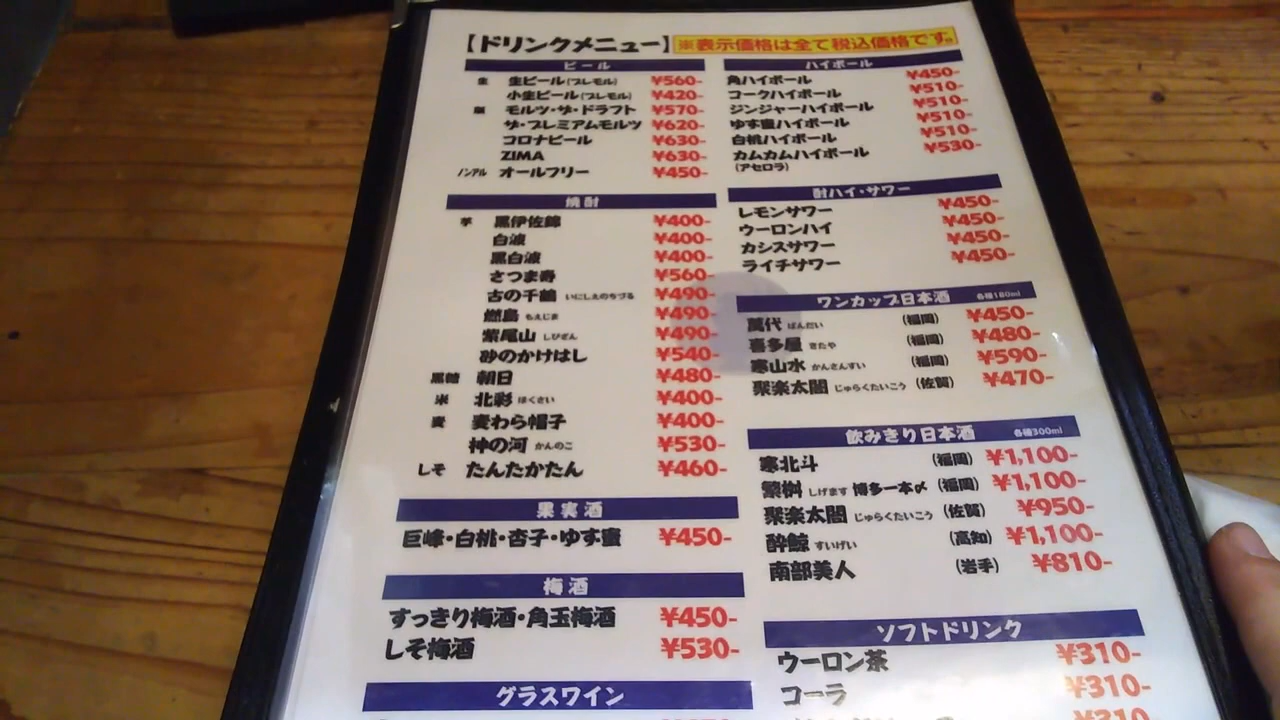 【ドリンクメニュー】
※表示価格は全て税込価格です。
ビール
生 生ビール(プレモル) ¥560-
小生ビール(プレモル) ¥420-
モルツ・ザ・ドラフト ¥570-
ザ・プレミアムモルツ ¥620-
コロナビール ¥630-
ZIMA ¥630-
ノンアル オールフリー ¥450-
焼酎
芋 黒伊佐錦 ¥400-
白波 ¥400-
黒白波 ¥400-
さつま寿 ¥560-
古の千鶴 いにしえのちづる ¥490-
燃島 もえじま ¥490-
紫尾山 しびざん ¥490-
砂のかけはし ¥540-
黒糖 朝日 ¥480-
米 北彩 ほくさい ¥400-
麦 麦わら帽子 ¥400-
神の河 かんのこ ¥530-
しそ たんたかたん ¥460-
果実酒
巨峰・白桃・杏子・ゆず蜜 ¥450-
梅酒
すっきり梅酒・角玉梅酒 ¥450-
しそ梅酒 ¥530-
グラスワイン
ハイボール
角ハイボール ¥450-
コークハイボール ¥510-
ジンジャーハイボール ¥510-
ゆず蜜ハイボール ¥510-
白桃ハイボール ¥510-
カムカムハイボール ¥530-
(アセロラ)
酎ハイ・サワー
レモンサワー ¥450-
ウーロンハイ ¥450-
カシスサワー ¥450-
ライチサワー ¥450-
ワンカップ日本酒 各種180ml
萬代 ばんだい (福岡) ¥450-
喜多屋 きたや (福岡) ¥480-
寒山水 かんさんすい (福岡) ¥590-
聚楽太閤 じゅらくたいこう (佐賀) ¥470-
飲みきり日本酒 各種300ml
寒北斗 (福岡) ¥1,100-
繁桝 しげます 博多一本〆 (福岡) ¥1,100-
聚楽太閤 じゅらくたいこう (佐賀) ¥950-
酔鯨 すいげい (高知) ¥1,100-
南部美人 (岩手) ¥810-
ソフトドリンク
ウーロン茶 ¥310-
コーラ ¥310-
¥310